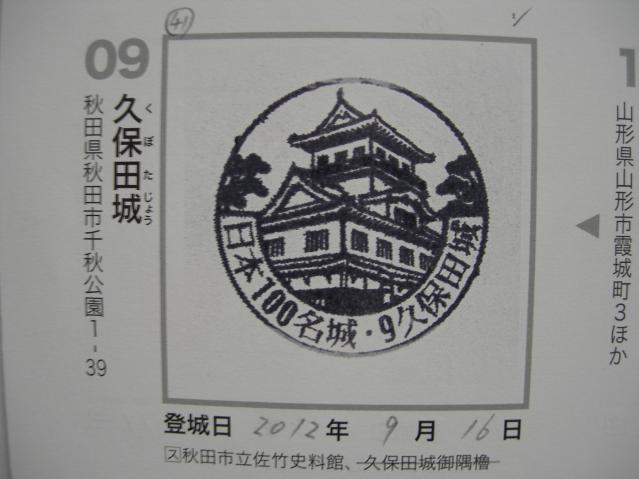 ㊶
09
久保田城
くぼたじょう
秋田県秋田市千秋公園1-39
日本100名城・9久保田城
登城日 2012年 9月 16日
ス秋田市立佐竹史料館、久保田城御隅櫓
1
山形県山形市霞城町3ほか